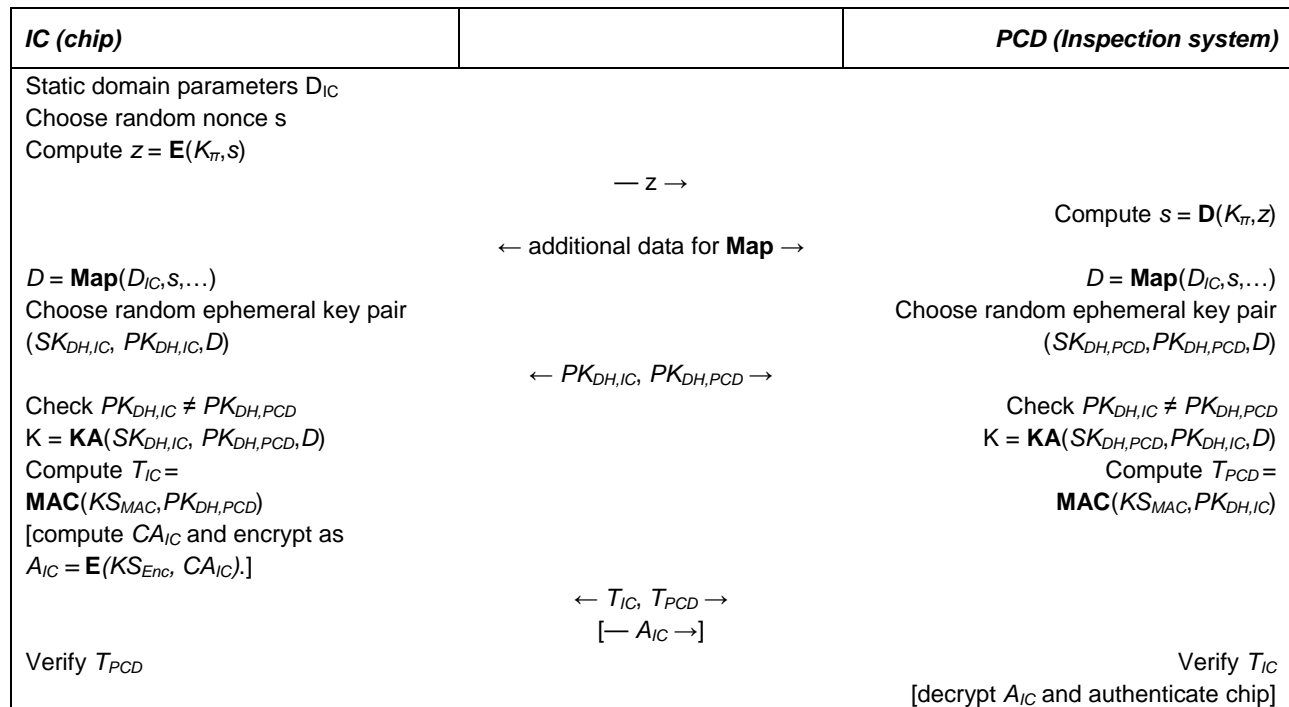 IC (chip)
PCD (Inspection system)
Static domain parameters D_IC
Choose random nonce s
Compute z = E(K_π,s)
— z →
Compute s = D(K_π,z)
← additional data for Map →
D = Map(D_IC,s,…)
D = Map(D_IC,s,…)
Choose random ephemeral key pair
Choose random ephemeral key pair
(SK_DH,IC, PK_DH,IC,D)
(SK_DH,PCD,PK_DH,PCD,D)
← PK_DH,IC, PK_DH,PCD →
Check PK_DH,IC ≠ PK_DH,PCD
Check PK_DH,IC ≠ PK_DH,PCD
K = KA(SK_DH,IC, PK_DH,PCD,D)
K = KA(SK_DH,PCD,PK_DH,IC,D)
Compute T_IC =
Compute T_PCD =
MAC(KS_MAC,PK_DH,PCD)
MAC(KS_MAC,PK_DH,IC)
[compute CA_IC and encrypt as
A_IC = E(KS_Enc, CA_IC).]
← T_IC, T_PCD →
[— A_IC →]
Verify T_PCD
Verify T_IC
[decrypt A_IC and authenticate chip]